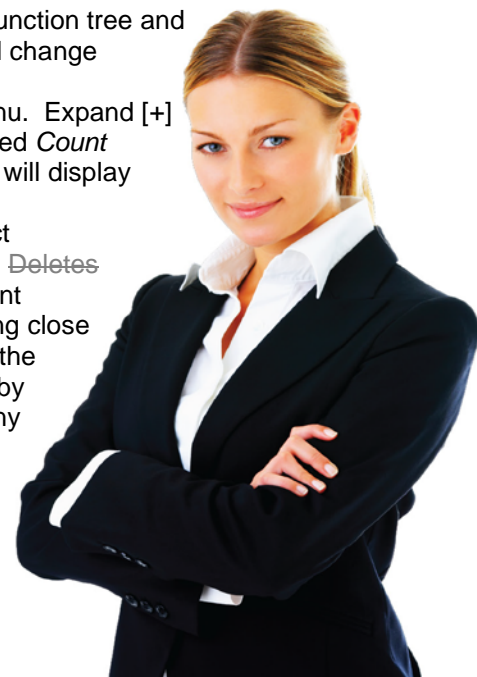 unction tree and
l change
nu. Expand [+]
ed Count
will display
ct
Deletes
nt
ng close
the
by
ny